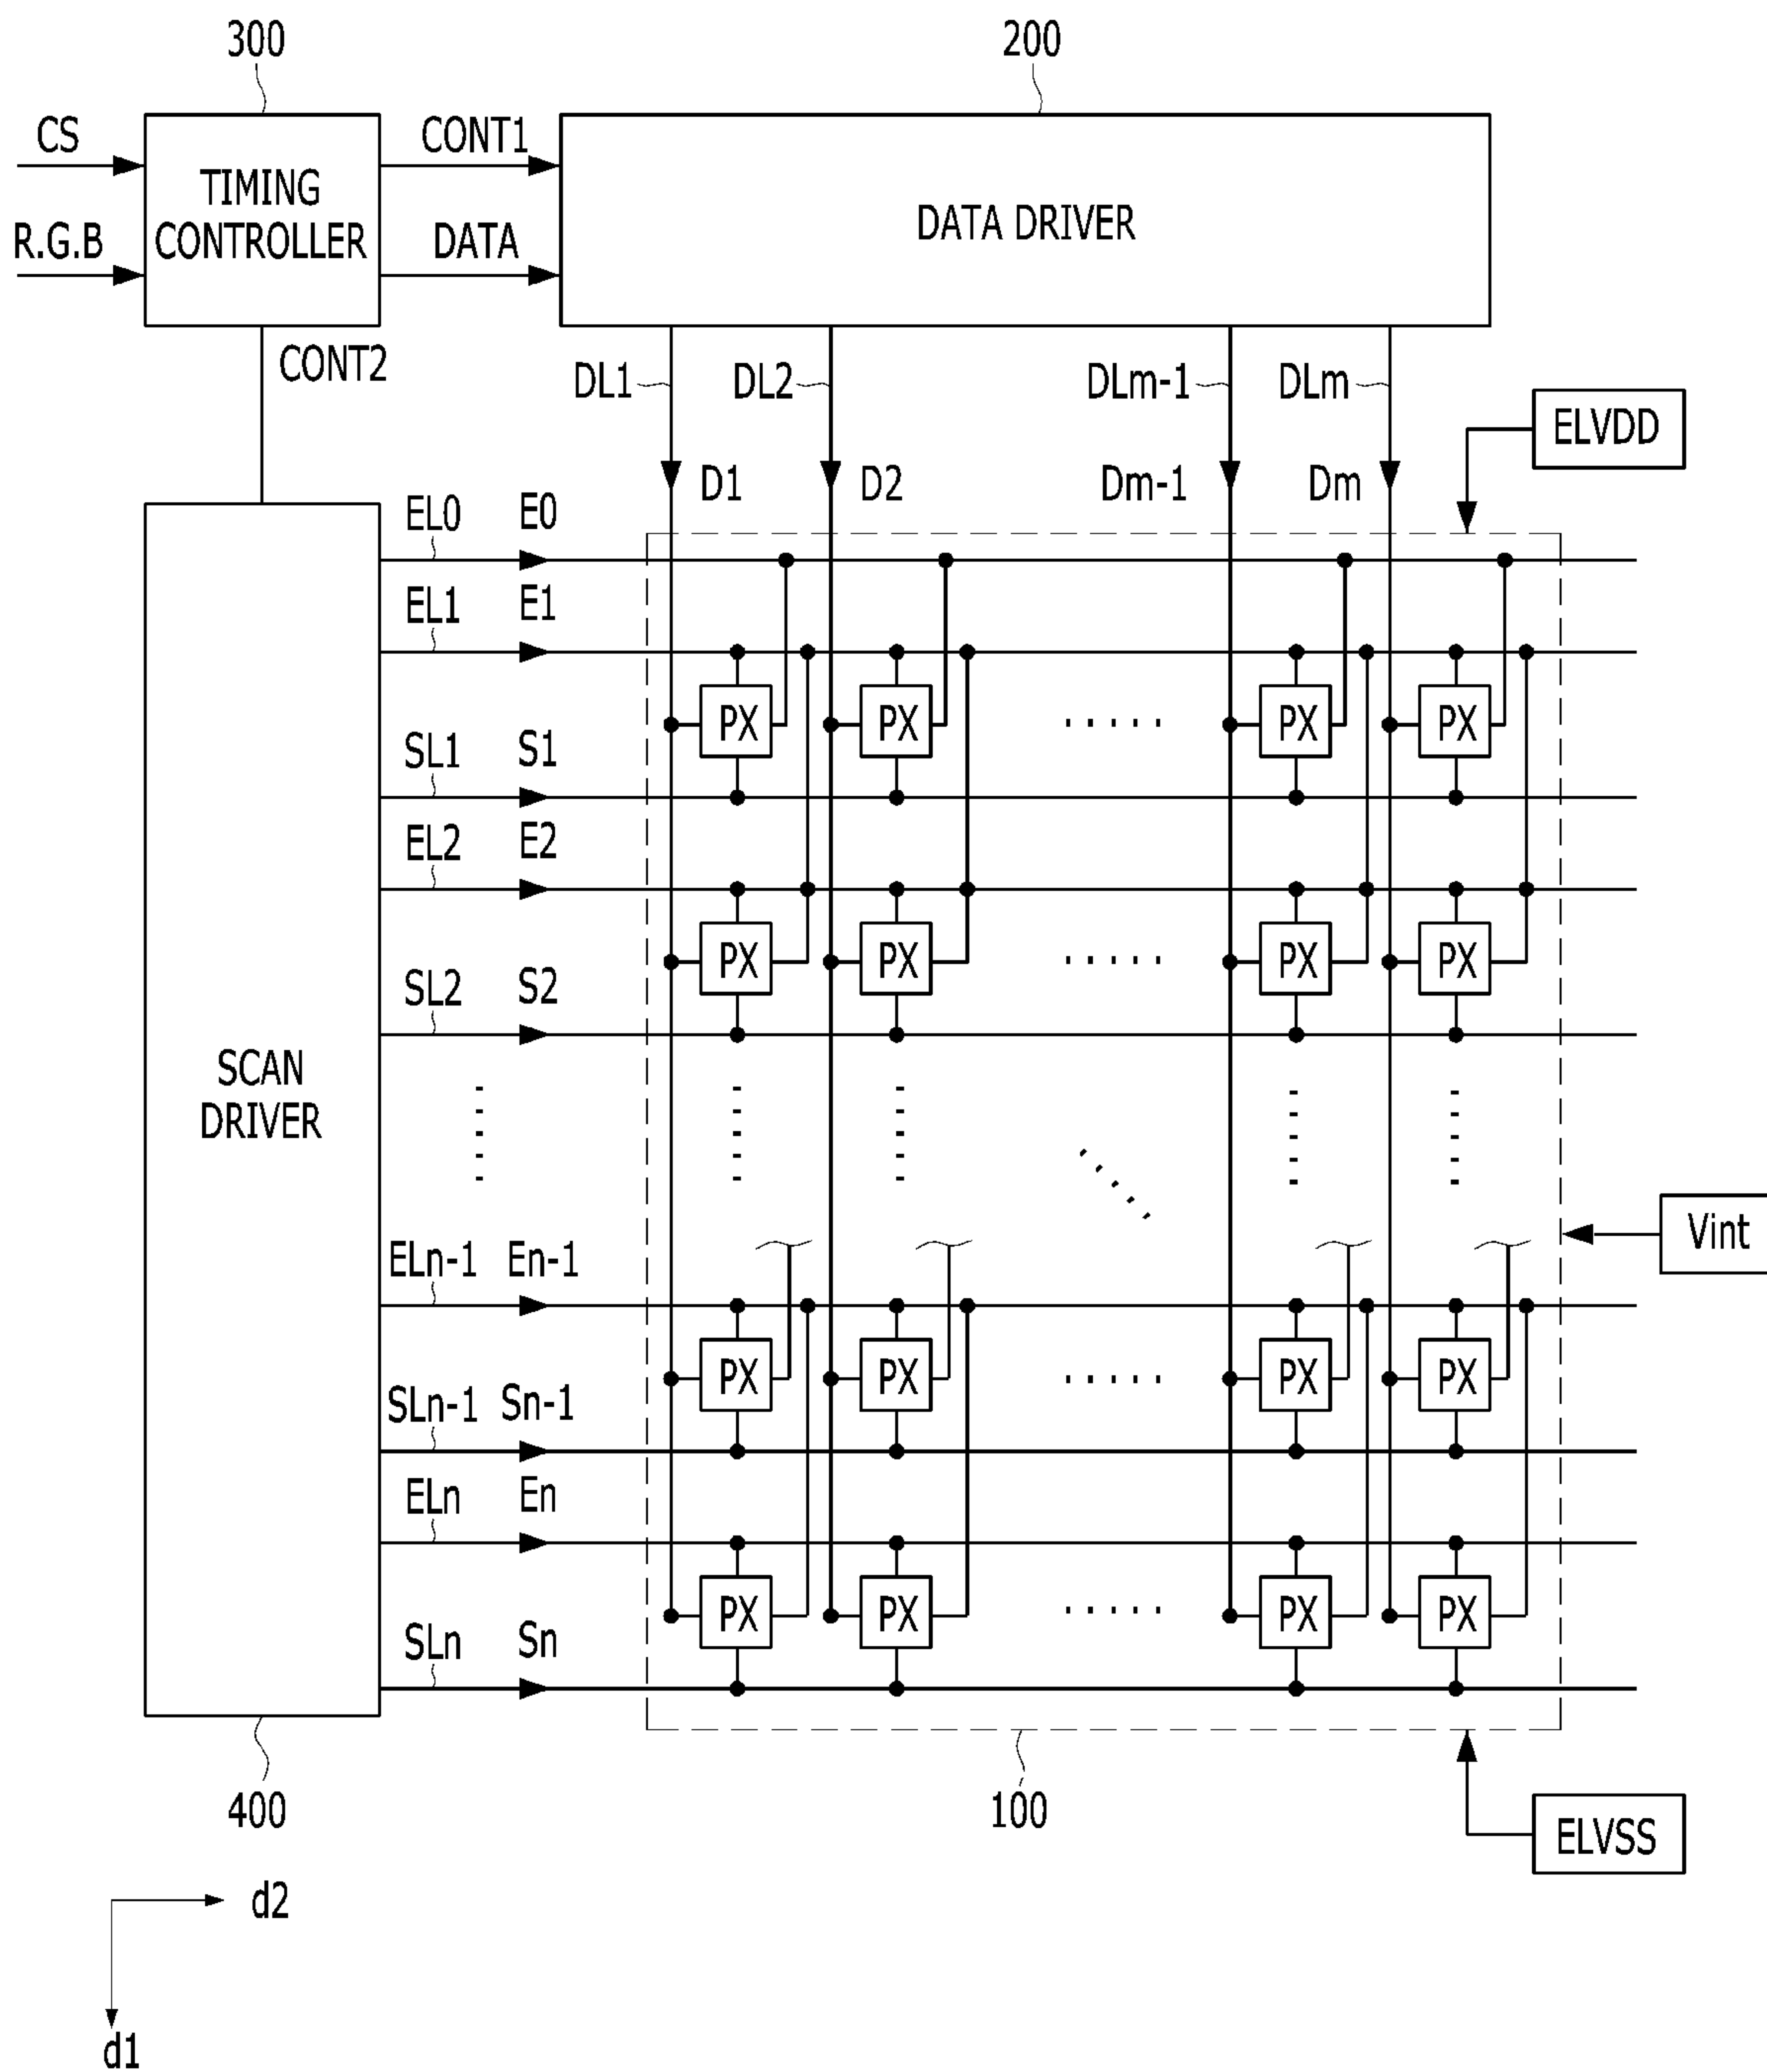 300
200
CS
CONT1
TIMING
CONTROLLER
R.G.B
DATA
DATA DRIVER
CONT2
DL1
DL2
DLm-1
DLm
ELVDD
D1
D2
Dm-1
Dm
EL0
E0
EL1
E1
PX
PX
PX
PX
SL1
S1
EL2
E2
PX
PX
PX
PX
SL2
S2
SCAN
DRIVER
Vint
ELn-1
En-1
PX
PX
PX
PX
SLn-1
Sn-1
ELn
En
PX
PX
PX
PX
SLn
Sn
400
100
ELVSS
d2
d1